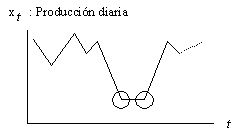 x_t : Producción diaria
t